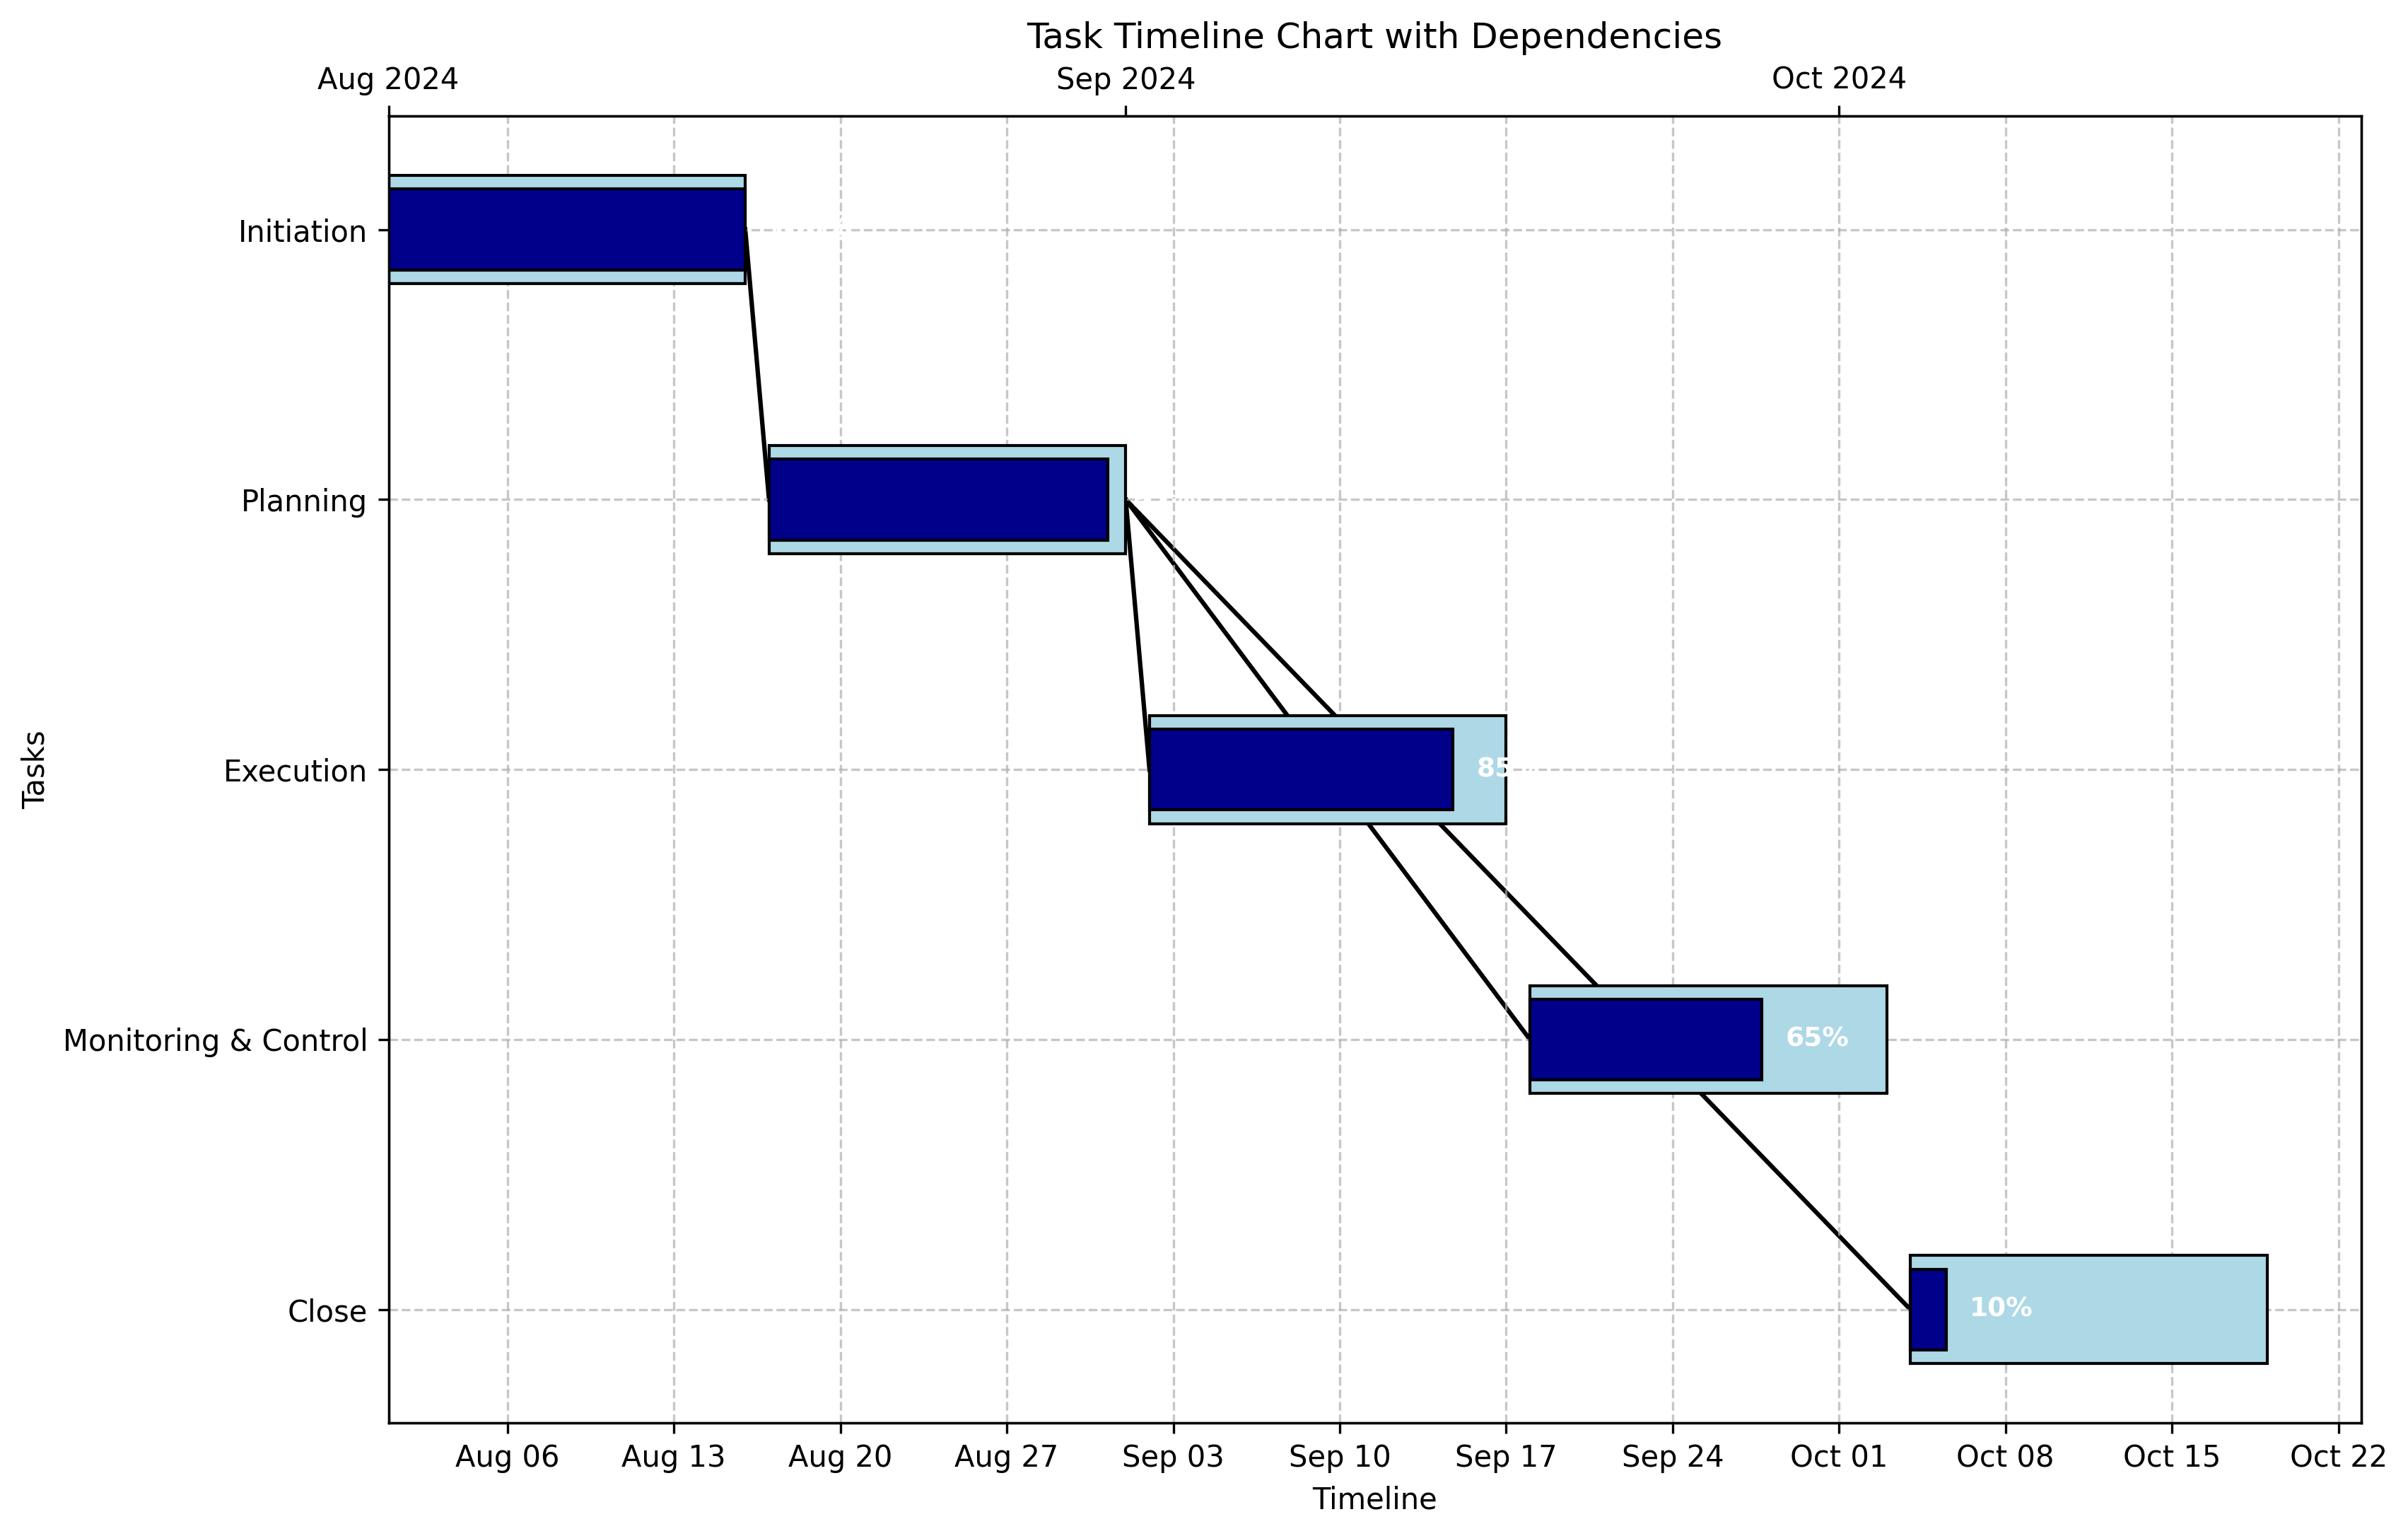 Task Timeline Chart with Dependencies
Aug 2024 Sep 2024 Oct 2024
Initiation
Planning
Execution
85
Monitoring & Control
65%
Close
10%
Tasks
Aug 06 Aug 13 Aug 20 Aug 27 Sep 03 Sep 10 Sep 17 Sep 24 Oct 01 Oct 08 Oct 15 Oct 22
Timeline